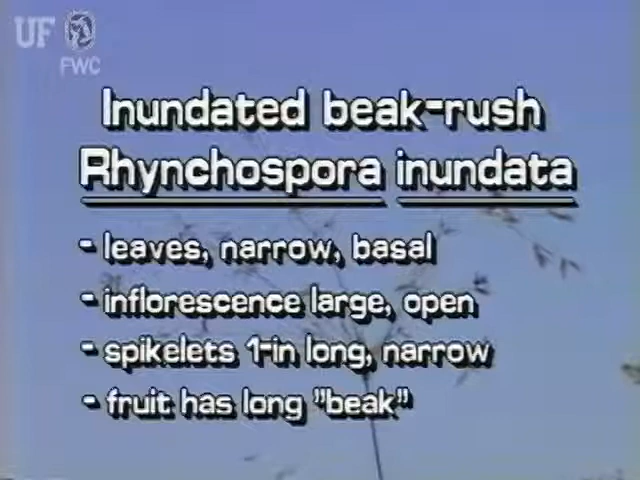 UF
FWC
Inundated beak-rush
Rhynchospora inundata
- leaves, narrow, basal
- inflorescence large, open
- spikelets 1-in long, narrow
- fruit has long "beak"